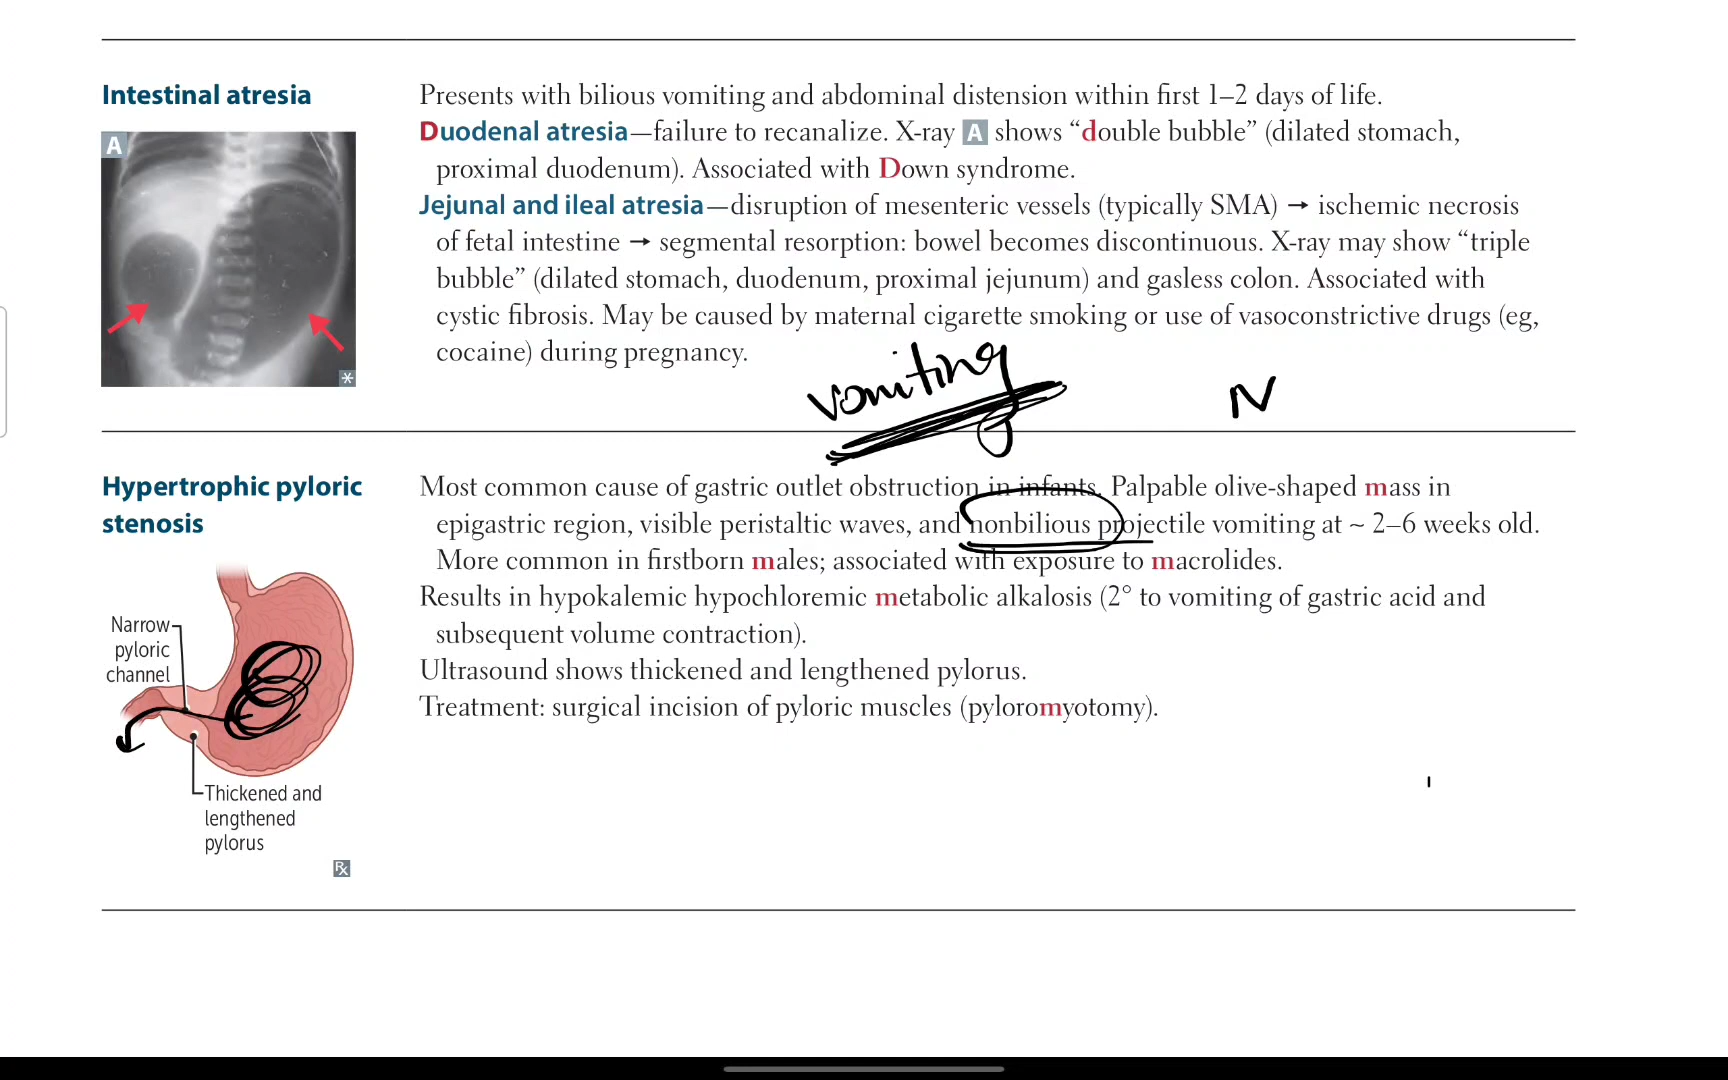 Intestinal atresia
A
*
Presents with bilious vomiting and abdominal distension within first 1–2 days of life.
Duodenal atresia—failure to recanalize. X-ray A shows “double bubble” (dilated stomach,
proximal duodenum). Associated with Down syndrome.
Jejunal and ileal atresia—disruption of mesenteric vessels (typically SMA) → ischemic necrosis
of fetal intestine → segmental resorption: bowel becomes discontinuous. X-ray may show “triple
bubble” (dilated stomach, duodenum, proximal jejunum) and gasless colon. Associated with
cystic fibrosis. May be caused by maternal cigarette smoking or use of vasoconstrictive drugs (eg,
cocaine) during pregnancy.
vomiting
N
Hypertrophic pyloric
stenosis
Most common cause of gastric outlet obstruction in infants. Palpable olive-shaped mass in
epigastric region, visible peristaltic waves, and nonbilious projectile vomiting at ~ 2–6 weeks old.
More common in firstborn males; associated with exposure to macrolides.
Results in hypokalemic hypochloremic metabolic alkalosis (2° to vomiting of gastric acid and
subsequent volume contraction).
Ultrasound shows thickened and lengthened pylorus.
Treatment: surgical incision of pyloric muscles (pyloromyotomy).
Narrow
pyloric
channel
Thickened and
lengthened
pylorus
Rx